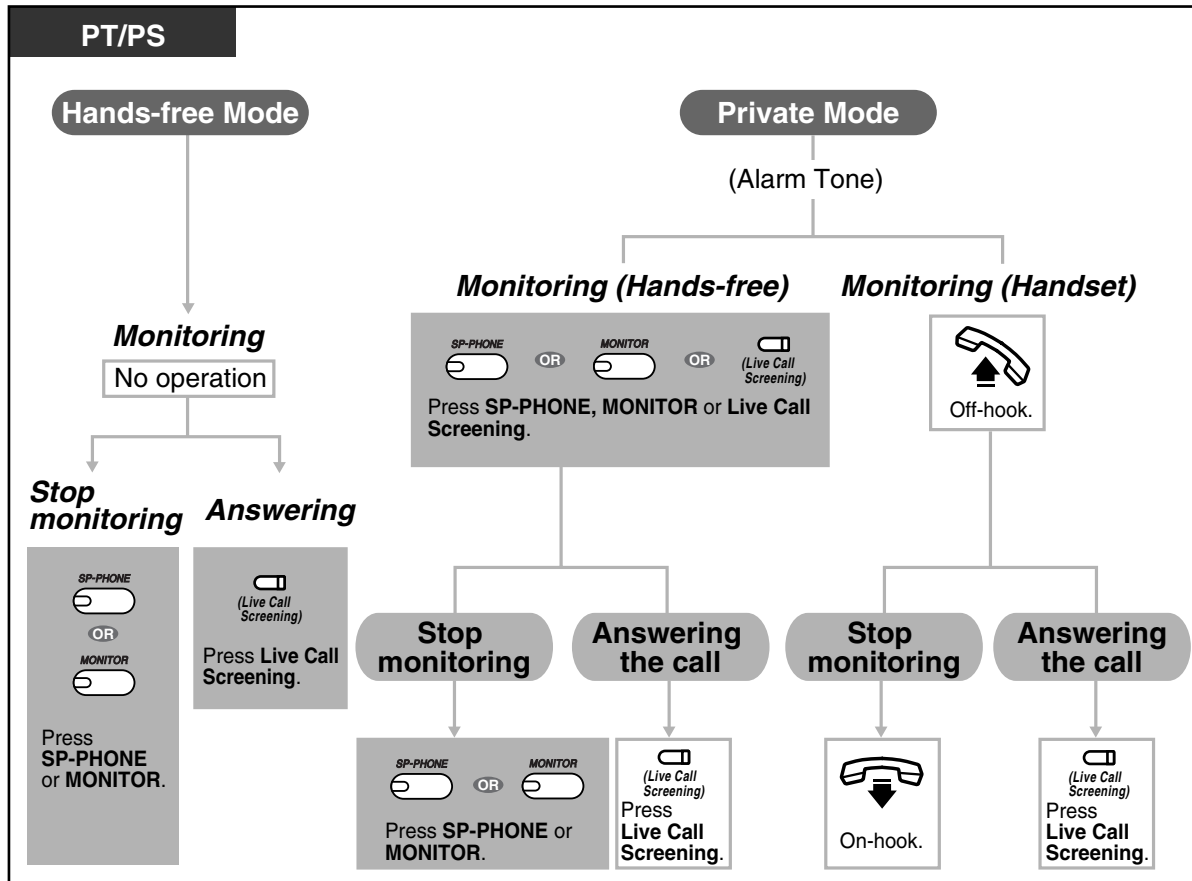 PT/PS
Hands-free Mode
Monitoring
No operation
Stop
monitoring
SP-PHONE
OR
MONITOR
Press
SP-PHONE
or MONITOR.
Answering
(Live Call
Screening)
Press Live Call
Screening.
Private Mode
(Alarm Tone)
Monitoring (Hands-free)
SP-PHONE OR MONITOR OR (Live Call
Screening)
Press SP-PHONE, MONITOR or Live Call
Screening.
Stop
monitoring
SP-PHONE OR MONITOR
Press SP-PHONE or
MONITOR.
Answering
the call
(Live Call
Screening)
Press
Live Call
Screening.
Monitoring (Handset)
Off-hook.
Stop
monitoring
On-hook.
Answering
the call
(Live Call
Screening)
Press
Live Call
Screening.